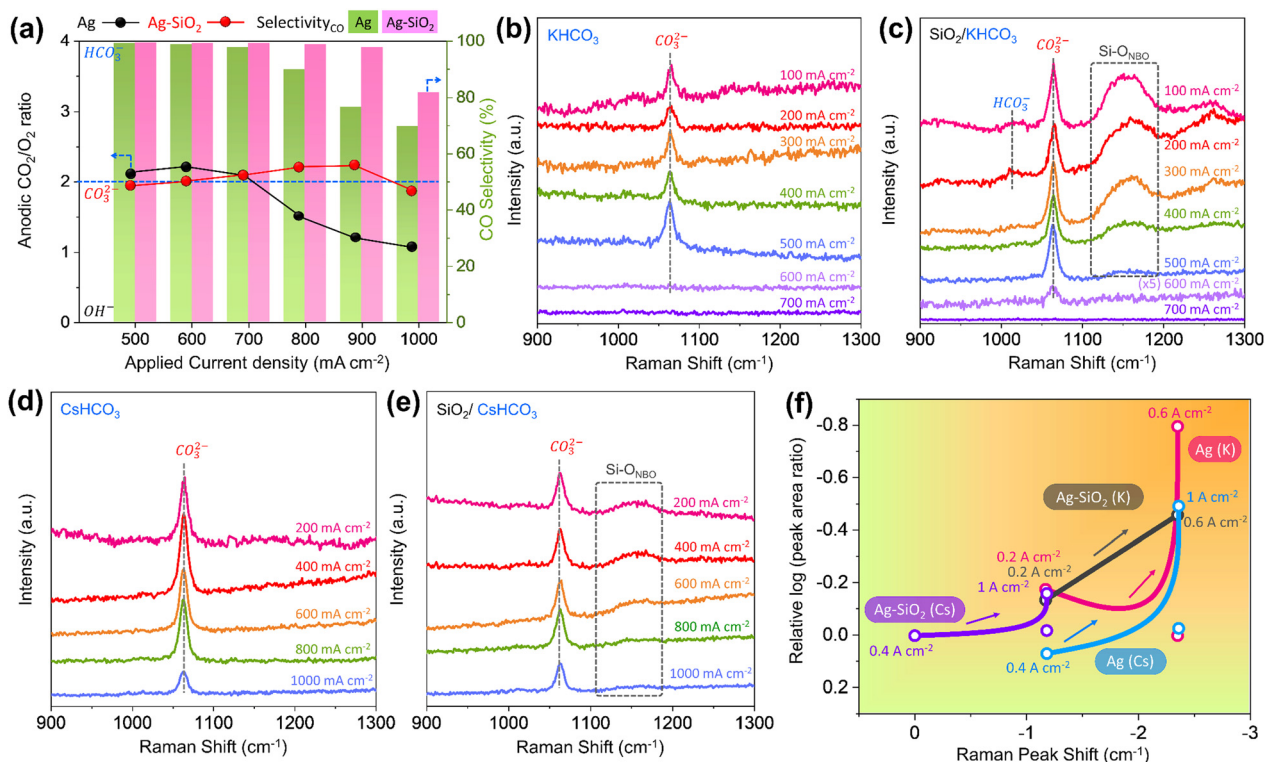 (a)
Ag
Ag-SiO₂
Selectivity_CO
Ag
Ag-SiO₂
Anodic CO₂/O₂ ratio
4
3
2
1
0
HCO₃⁻
CO₃²⁻
OH⁻
100
80
60
40
20
0
CO Selectivity (%)
500 600 700 800 900 1000
Applied Current density (mA cm⁻²)
(b)
KHCO₃
CO₃²⁻
100 mA cm⁻²
200 mA cm⁻²
300 mA cm⁻²
400 mA cm⁻²
500 mA cm⁻²
600 mA cm⁻²
700 mA cm⁻²
Intensity (a.u.)
900 1000 1100 1200 1300
Raman Shift (cm⁻¹)
(c)
SiO₂/KHCO₃
CO₃²⁻
Si-O_NBO
HCO₃⁻
100 mA cm⁻²
200 mA cm⁻²
300 mA cm⁻²
400 mA cm⁻²
500 mA cm⁻²
(x5) 600 mA cm⁻²
700 mA cm⁻²
Intensity (a.u.)
900 1000 1100 1200 1300
Raman Shift (cm⁻¹)
(d)
CsHCO₃
CO₃²⁻
200 mA cm⁻²
400 mA cm⁻²
600 mA cm⁻²
800 mA cm⁻²
1000 mA cm⁻²
Intensity (a.u.)
900 1000 1100 1200 1300
Raman Shift (cm⁻¹)
(e)
SiO₂/ CsHCO₃
CO₃²⁻
Si-O_NBO
200 mA cm⁻²
400 mA cm⁻²
600 mA cm⁻²
800 mA cm⁻²
1000 mA cm⁻²
Intensity (a.u.)
900 1000 1100 1200 1300
Raman Shift (cm⁻¹)
(f)
Relative log (peak area ratio)
-0.8
-0.6
-0.4
-0.2
0.0
0.2
0.6 A cm⁻²
Ag (K)
Ag-SiO₂ (K)
1 A cm⁻²
0.6 A cm⁻²
0.2 A cm⁻²
0.2 A cm⁻²
1 A cm⁻²
Ag-SiO₂ (Cs)
0.4 A cm⁻²
0.4 A cm⁻²
Ag (Cs)
0 -1 -2 -3
Raman Peak Shift (cm⁻¹)